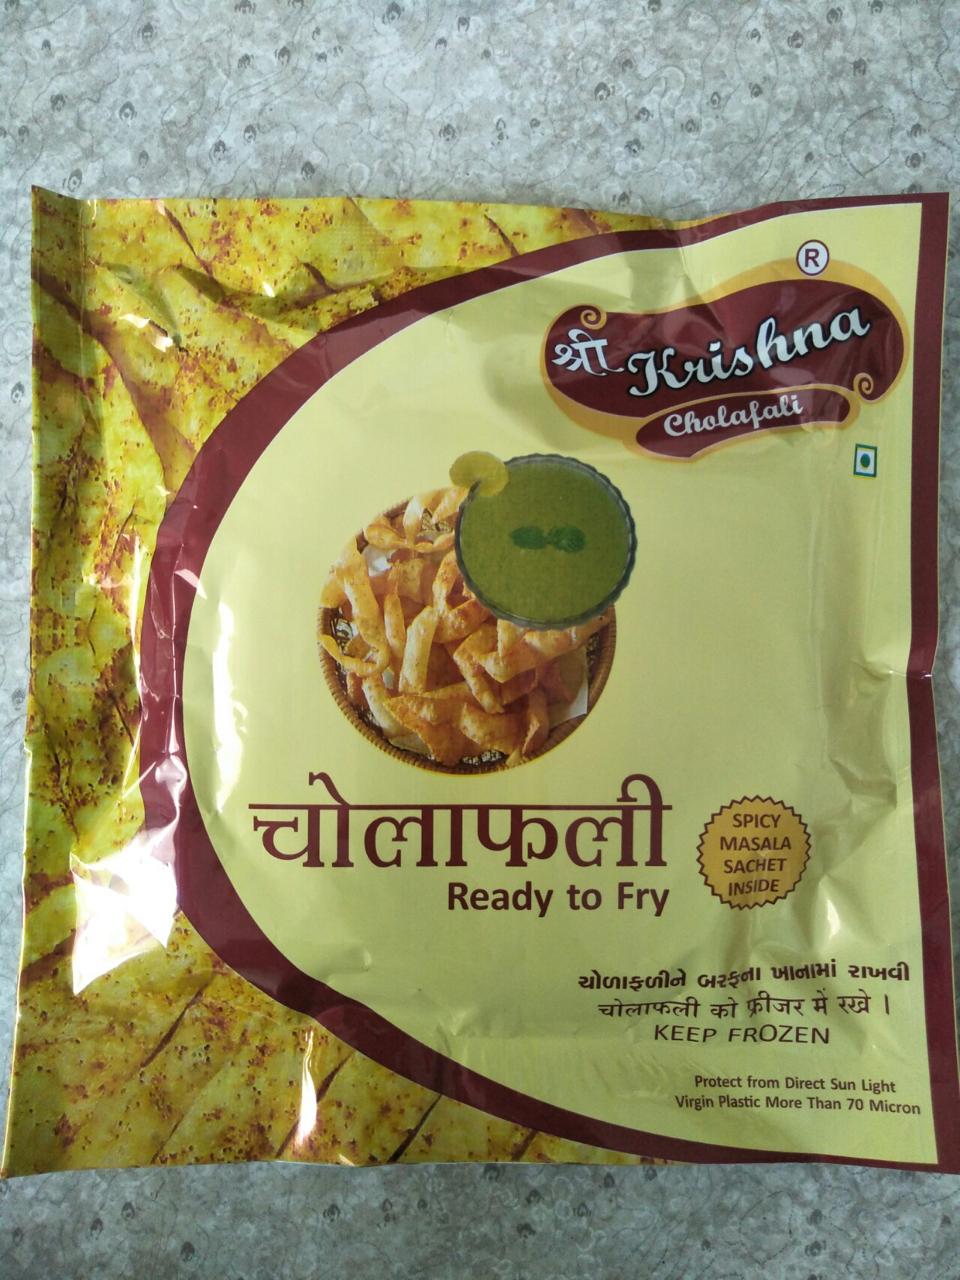 ®
श्री Krishna
Cholafali
चोलाफली
Ready to Fry
SPICY
MASALA
SACHET
INSIDE
ચોળાફળીને બરફના ખાનામાં રાખવી
चोलाफली को फ्रीजर में रखे ।
KEEP FROZEN
Protect from Direct Sun Light
Virgin Plastic More Than 70 Micron